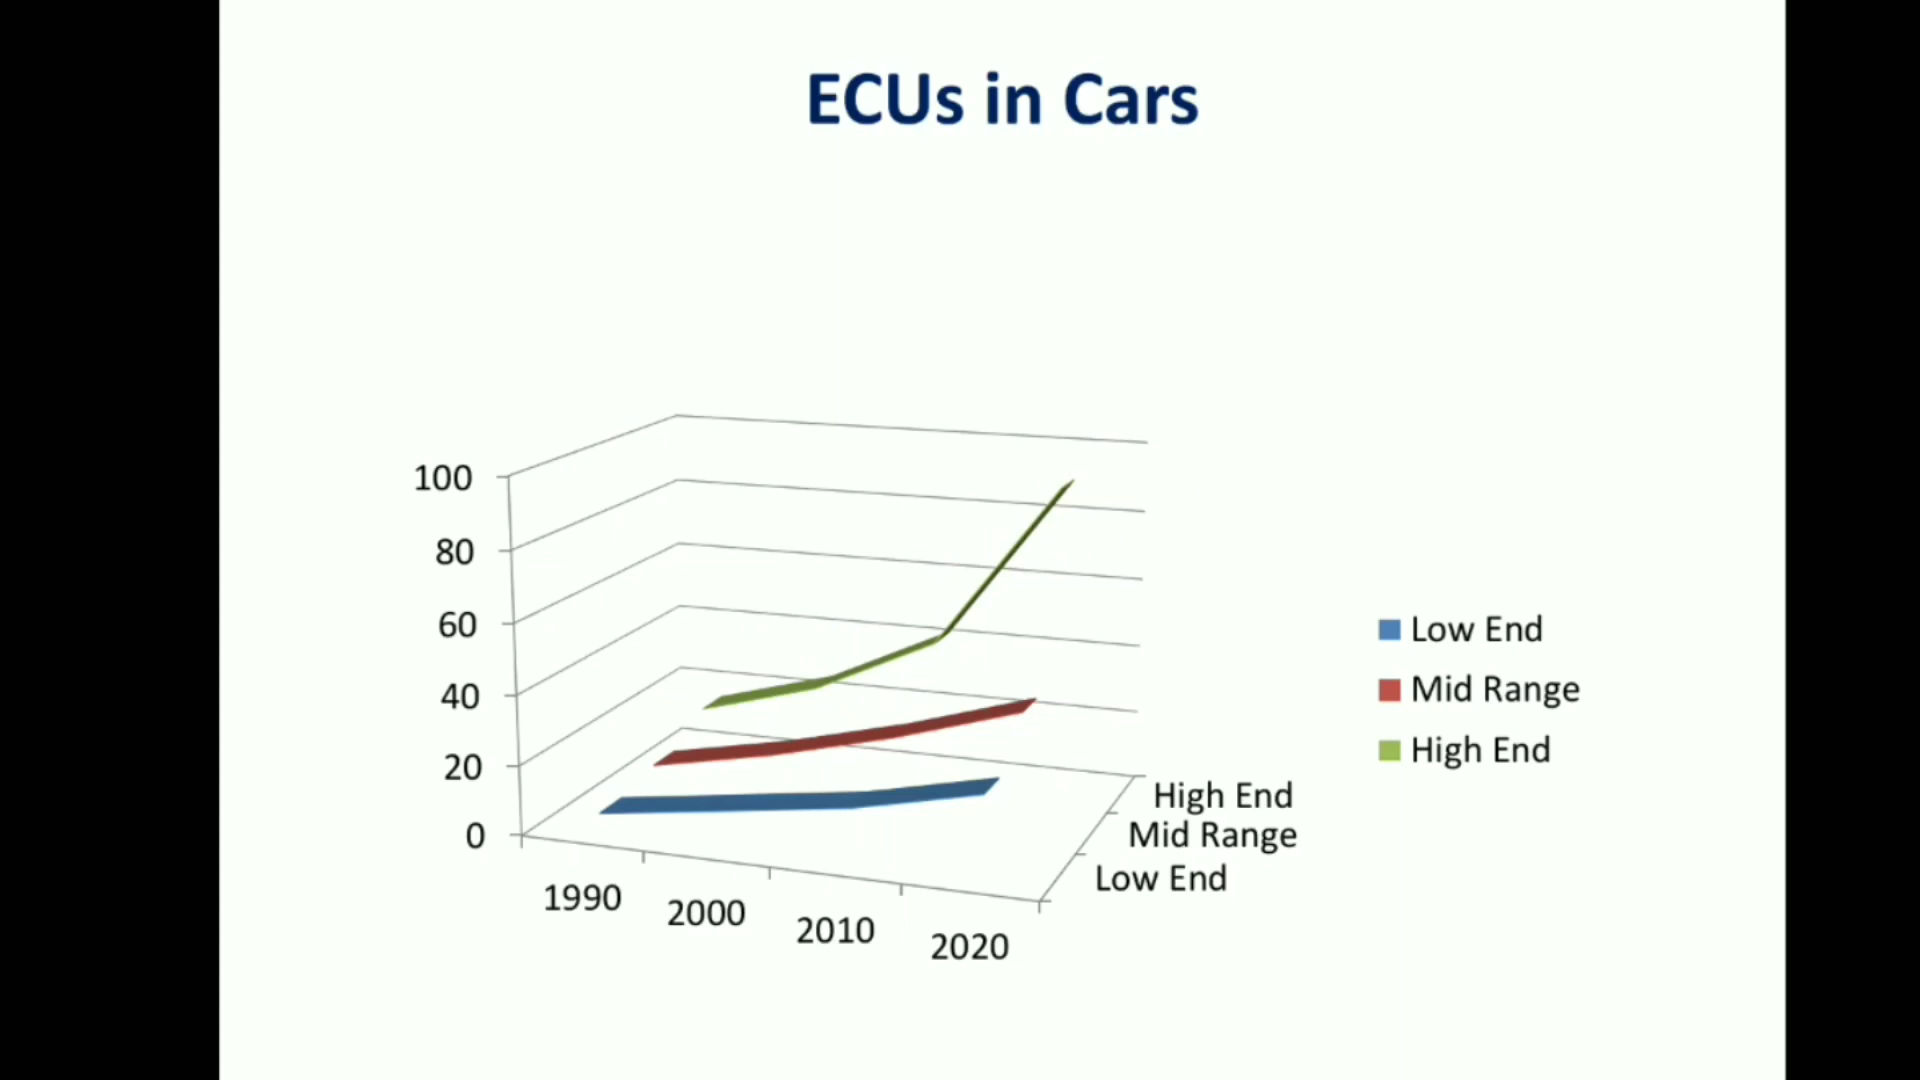 ECUs in Cars
100
80
60
40
20
0
1990
2000
2010
2020
High End
Mid Range
Low End
Low End
Mid Range
High End